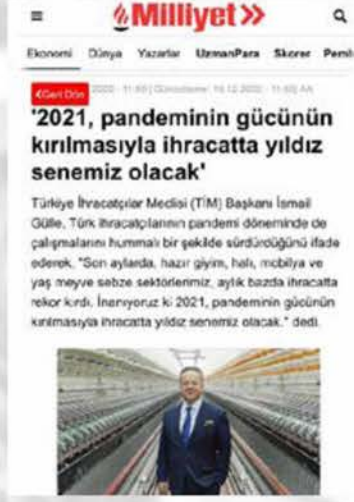 Milliyet
Ekonomi Dünya Yazarlar UzmanPara Skorer Pemb
Geri Dön
'2021, pandeminin gücünün
kırılmasıyla ihracatta yıldız
senemiz olacak'
Türkiye İhracatçılar Meclisi (TİM) Başkanı İsmail
Gülle, Türk ihracatçılarının pandemi döneminde de
çalışmalarını hummalı bir şekilde sürdürdüğünü ifade
ederek, "Son aylarda, hazır giyim, halı, mobilya ve
yaş meyve sebze sektörlerimiz, aylık bazda ihracatta
rekor kırdı. İnanıyoruz ki 2021, pandeminin gücünün
kırılmasıyla ihracatta yıldız senemiz olacak." dedi.